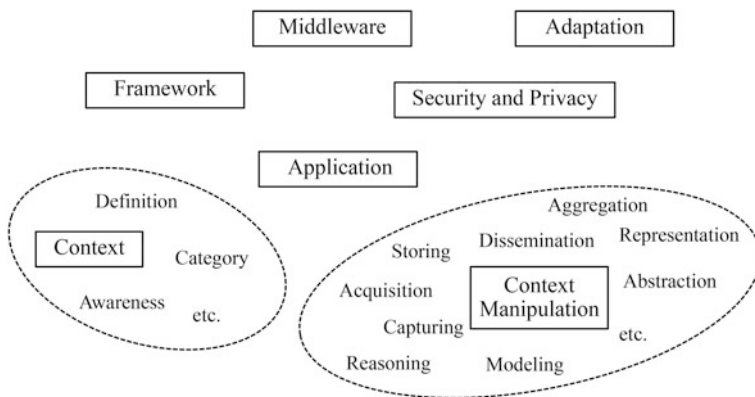 Middleware
Adaptation
Framework
Security and Privacy
Application
Definition
Context
Category
Awareness
etc.
Aggregation
Representation
Dissemination
Storing
Abstraction
Context
Manipulation
Acquisition
Capturing
etc.
Reasoning
Modeling